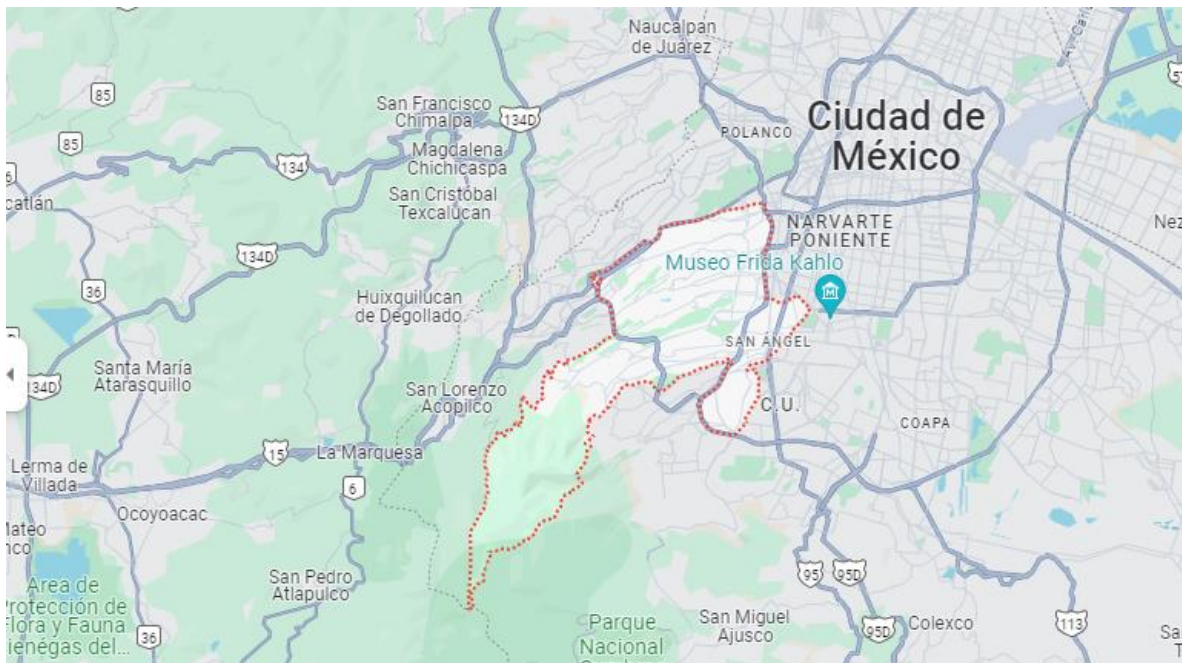 Naucalpan
de Juárez
85
San Francisco
Chimalpa
134D
POLANCO
Ciudad de
México
85
Magdalena
Chichicaspa
134
San Cristóbal
Texcalucan
catlán
NARVARTE
PONIENTE
134D
Museo Frida Kahlo
36
Huixquilucan
de Degollado
SAN ÁNGEL
Santa María
Atarasquillo
134D
San Lorenzo
Acopilco
C.U.
COAPA
15
La Marquesa
Lerma de
Villada
6
Ocoyoacac
95
95D
San Pedro
Atlapulco
Area de
Protección de
Flora y Fauna
36
Parque
Nacional
San Miguel
Ajusco
95D
Colexco
113